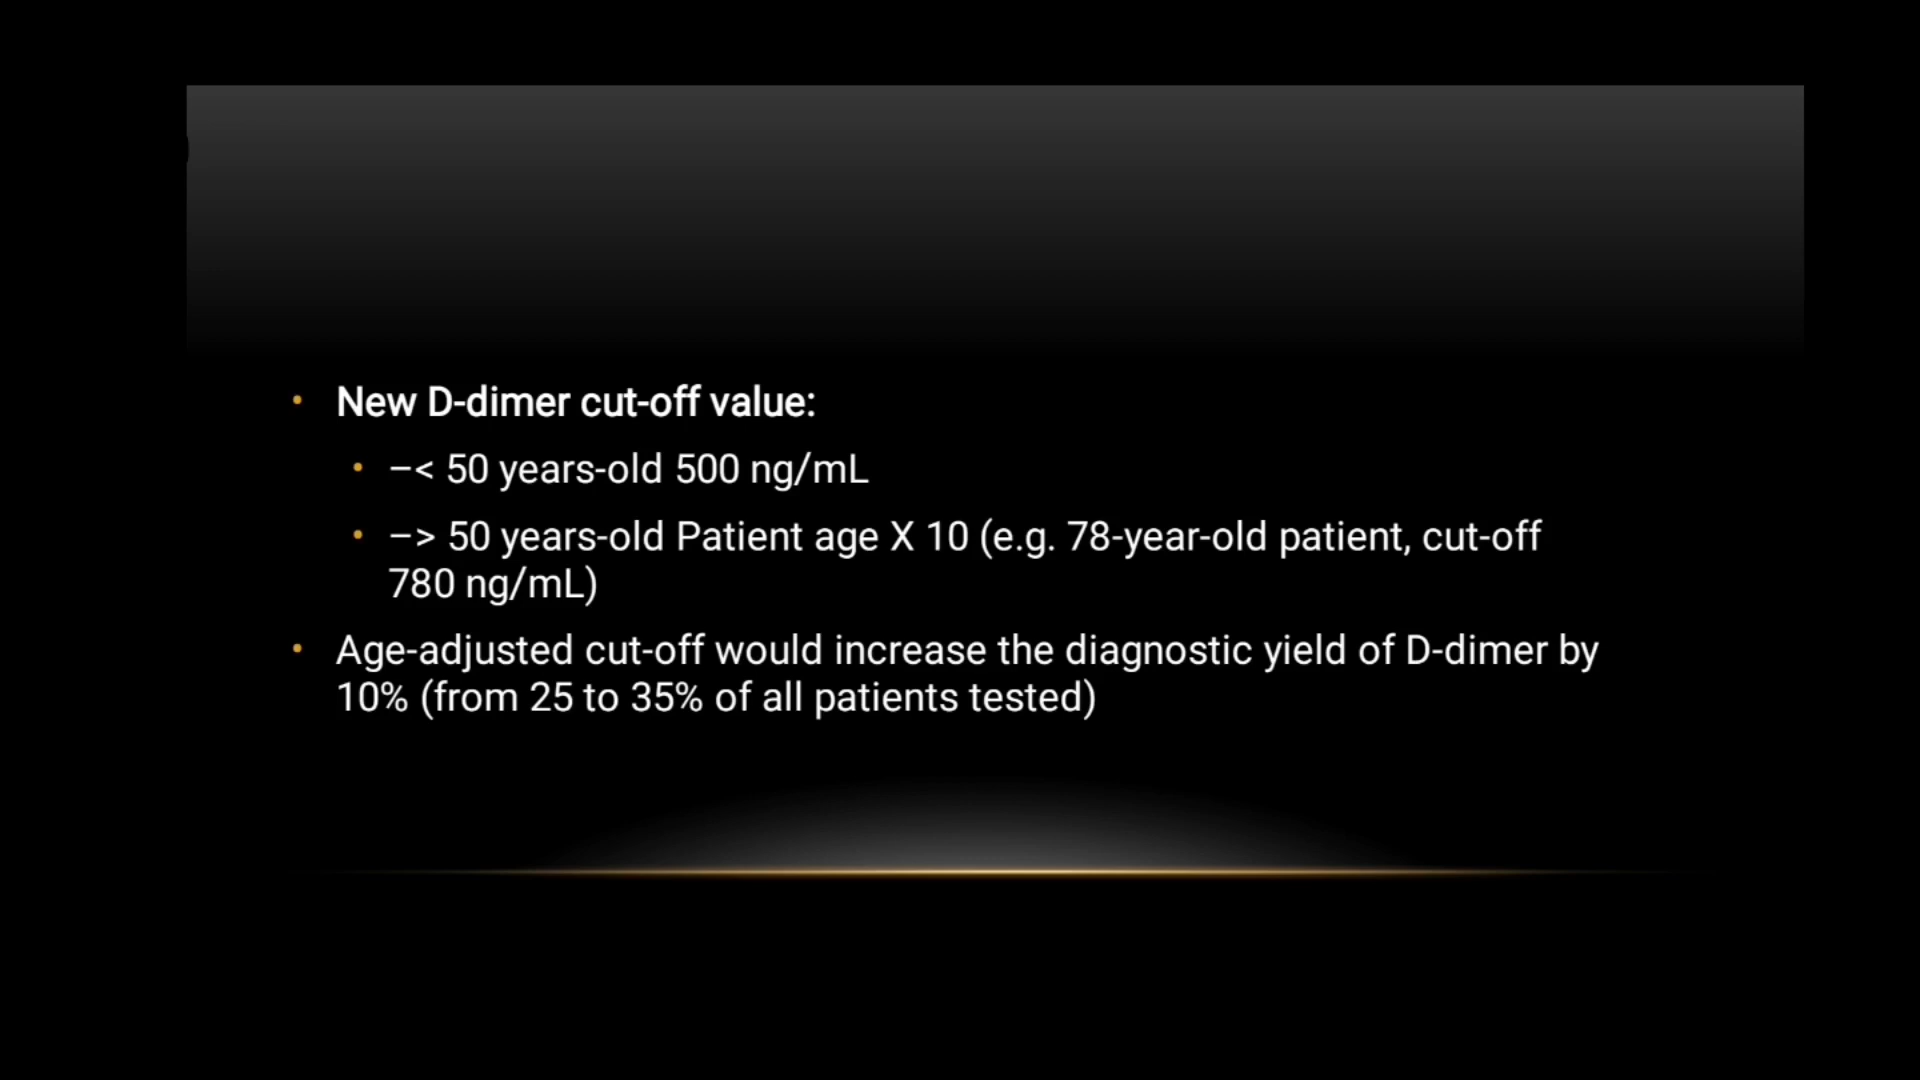 • New D-dimer cut-off value:
• –< 50 years-old 500 ng/mL
• –> 50 years-old Patient age X 10 (e.g. 78-year-old patient, cut-off
780 ng/mL)
• Age-adjusted cut-off would increase the diagnostic yield of D-dimer by
10% (from 25 to 35% of all patients tested)